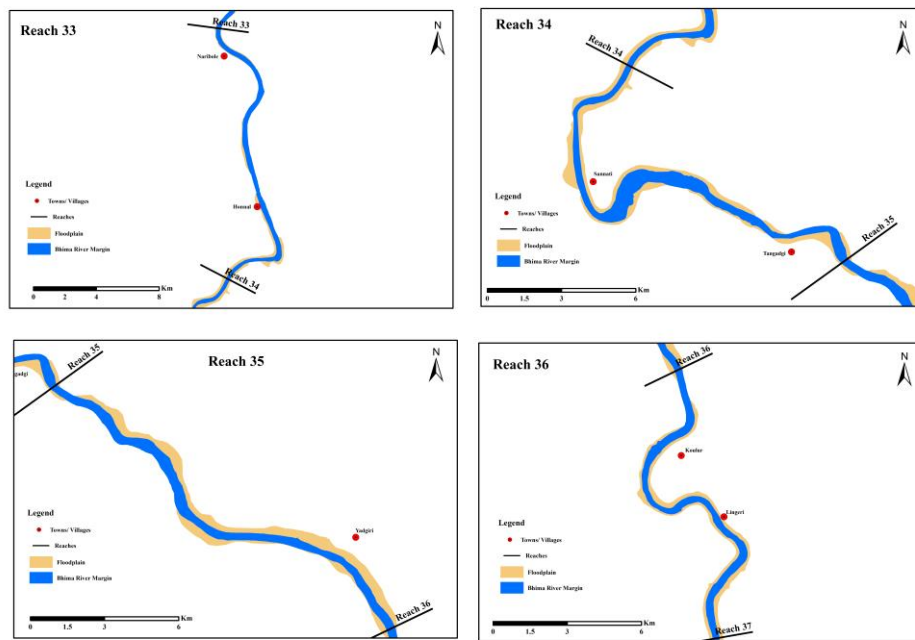 Reach 33
Reach 33
N
Naribole
Legend
Towns/ Villages
Honnal
Reaches
Floodplain
Bhima River Margin
Reach 34
Km
0 2 4 8
Reach 34
N
Reach 34
Sannati
Legend
Towns/ Villages
Reaches
Reach 35
Floodplain
Tangadgi
Bhima River Margin
Km
0 1.5 3 6
Reach 35
Reach 35
N
gadgi
Legend
Towns/ Villages
Yadgiri
Reaches
Floodplain
Bhima River Margin
Reach 36
Km
0 1.5 3 6
Reach 36
Reach 36
N
Legend
Lingeri
Towns/ Villages
Reaches
Floodplain
Bhima River Margin
Km
0 1.5 3 6
Reach 37